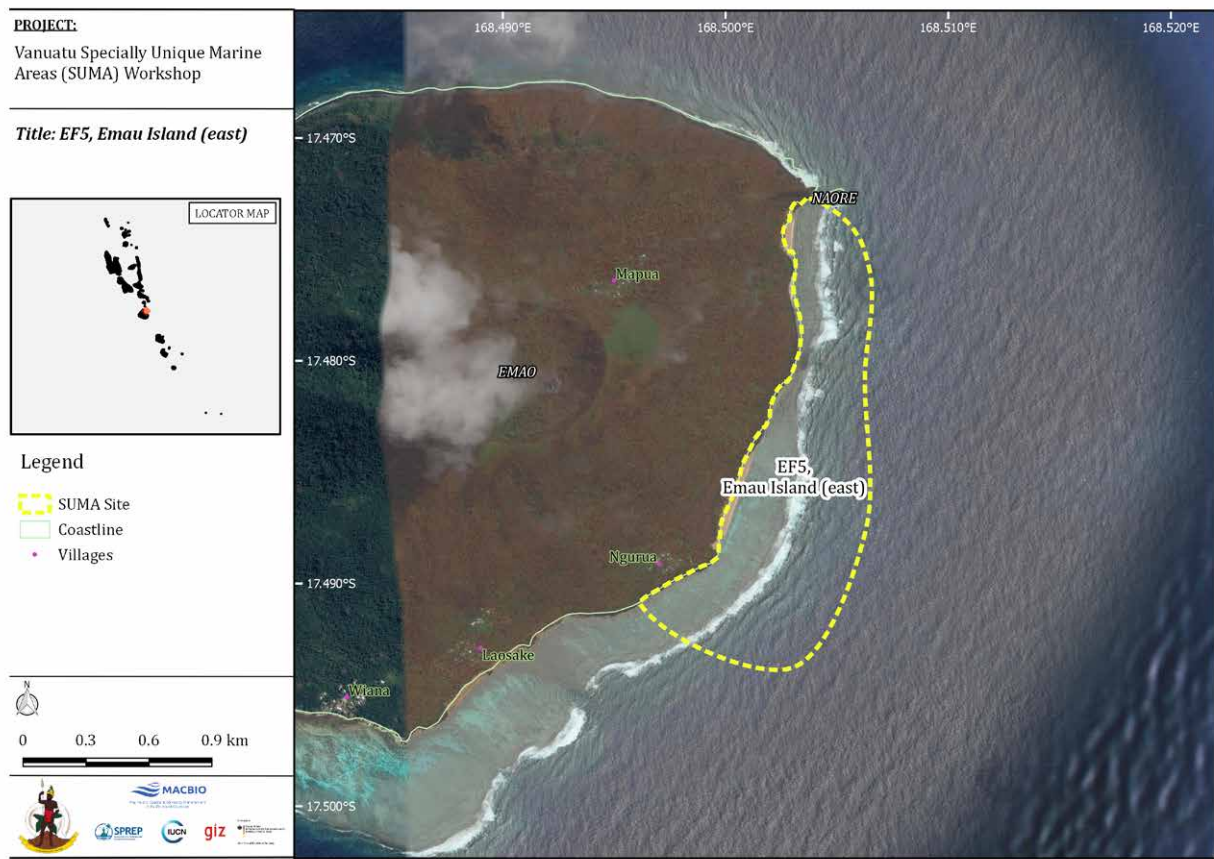 PROJECT:
Vanuatu Specially Unique Marine
Areas (SUMA) Workshop
Title: EF5, Emau Island (east)
LOCATOR MAP
Legend
SUMA Site
Coastline
Villages
N
0 0.3 0.6 0.9 km
MACBIO
SPREP
IUCN
giz
168.490°E
168.500°E
168.510°E
168.520°E
17.470°S
17.480°S
17.490°S
17.500°S
NAORE
Mapua
EMAO
EF5,
Emau Island (east)
Ngurua
Laosake
Wiana